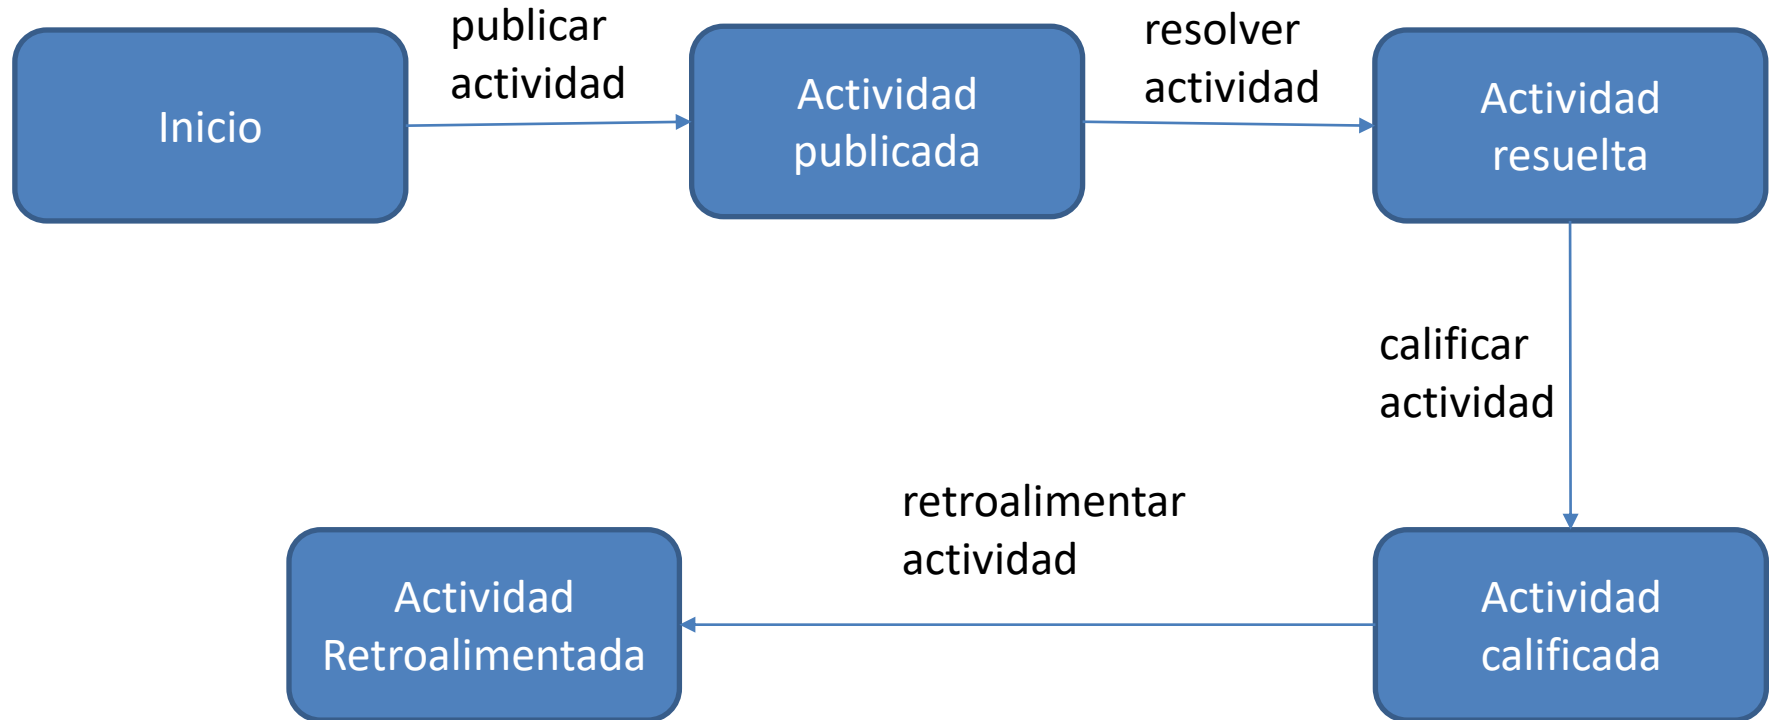 Inicio
publicar
actividad
Actividad
publicada
resolver
actividad
Actividad
resuelta
calificar
actividad
Actividad
calificada
retroalimentar
actividad
Actividad
Retroalimentada